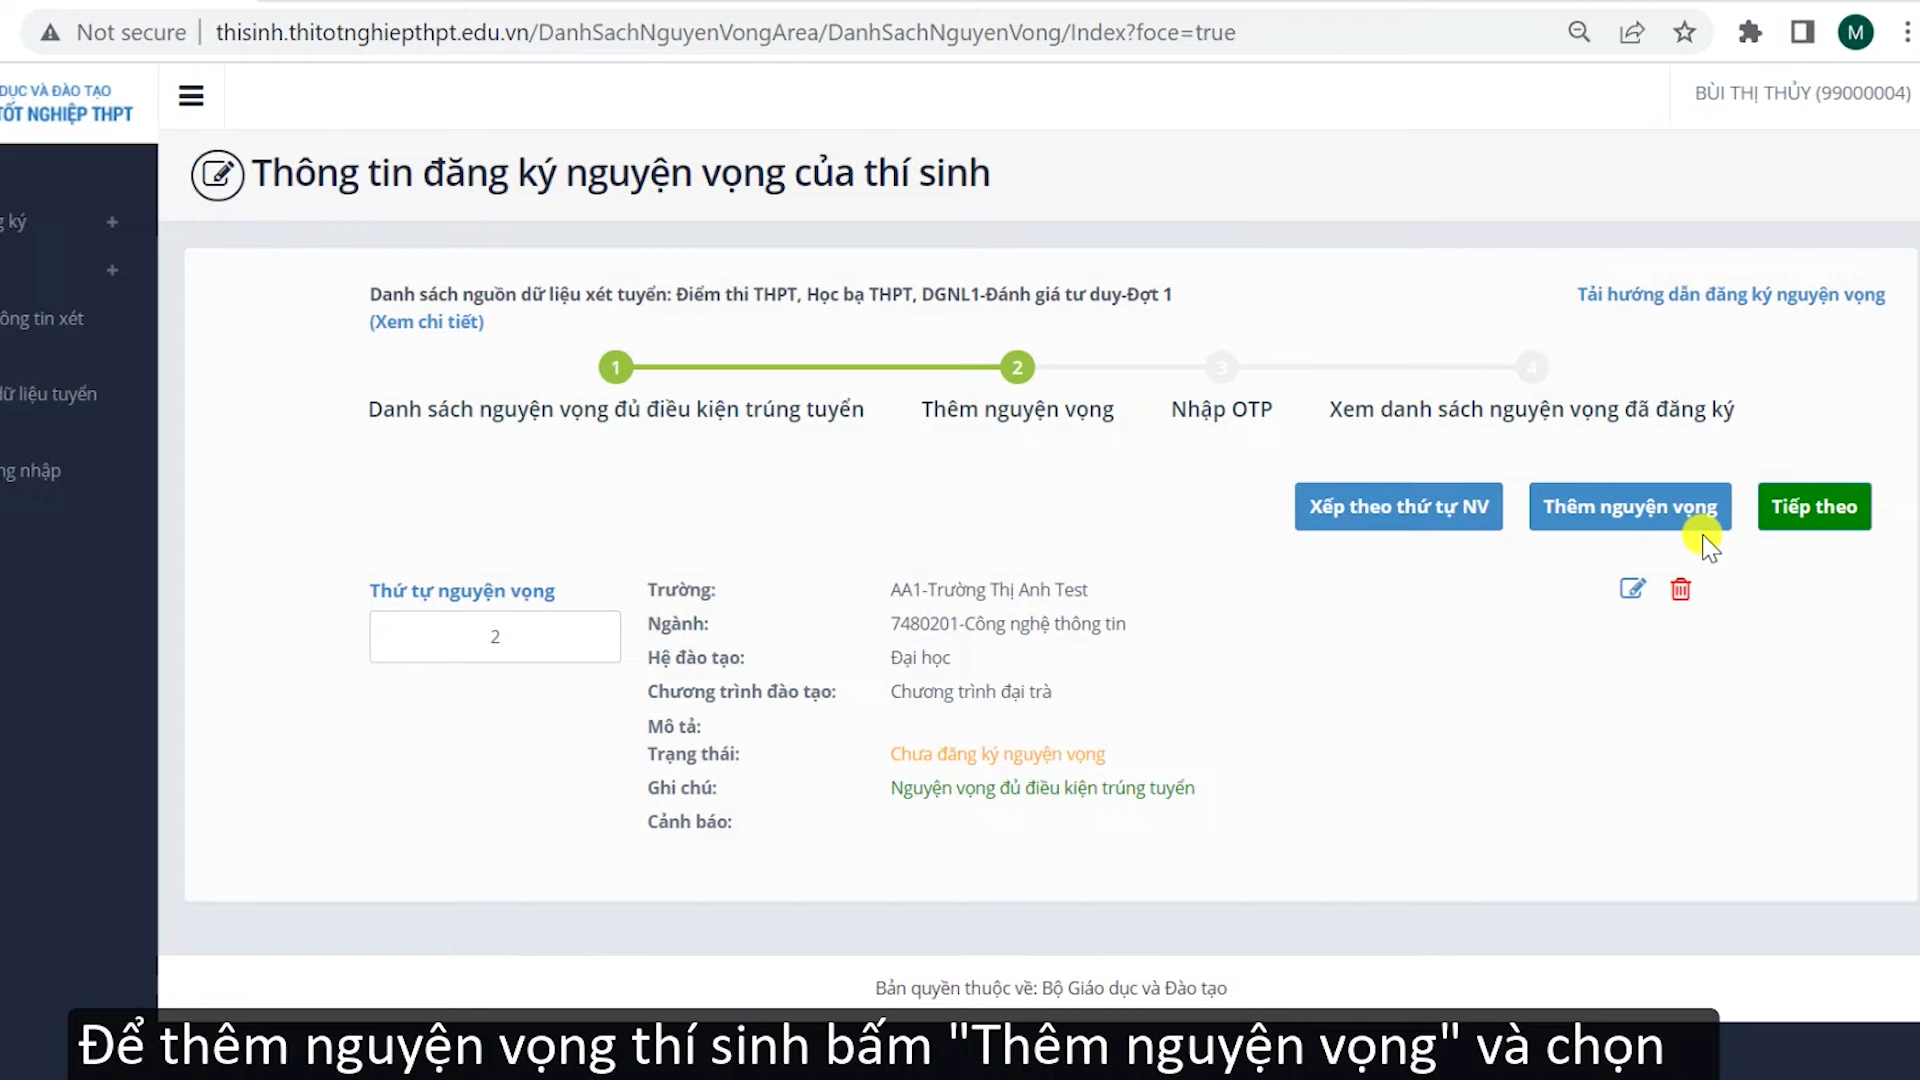 Not secure
thisinh.thitotnghiepthpt.edu.vn/DanhSachNguyenVongArea/DanhSachNguyenVong/Index?foce=true
M
DỤC VÀ ĐÀO TẠO
TỐT NGHIỆP THPT
BÙI THỊ THỦY (99000004)
Thông tin đăng ký nguyện vọng của thí sinh
ký
ông tin xét
dữ liệu tuyển
ng nhập
Danh sách nguồn dữ liệu xét tuyển: Điểm thi THPT, Học bạ THPT, DGNL1-Đánh giá tư duy-Đợt 1
(Xem chi tiết)
Tải hướng dẫn đăng ký nguyện vọng
1 2 3 4
Danh sách nguyện vọng đủ điều kiện trúng tuyển
Thêm nguyện vọng
Nhập OTP
Xem danh sách nguyện vọng đã đăng ký
Xếp theo thứ tự NV
Thêm nguyện vọng
Tiếp theo
Thứ tự nguyện vọng
2
Trường: AA1-Trường Thị Anh Test
Ngành: 7480201-Công nghệ thông tin
Hệ đào tạo: Đại học
Chương trình đào tạo: Chương trình đại trà
Mô tả:
Trạng thái: Chưa đăng ký nguyện vọng
Ghi chú: Nguyện vọng đủ điều kiện trúng tuyển
Cảnh báo:
Bản quyền thuộc về: Bộ Giáo dục và Đào tạo
Để thêm nguyện vọng thí sinh bấm "Thêm nguyện vọng" và chọn